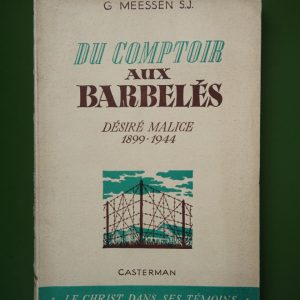 G MEESSEN S.J.
DU COMPTOIR
AUX
BARBELÉS
DÉSIRÉ MALICE
1899-1944
CASTERMAN
LE CHRIST DANS SES TÉMOINS